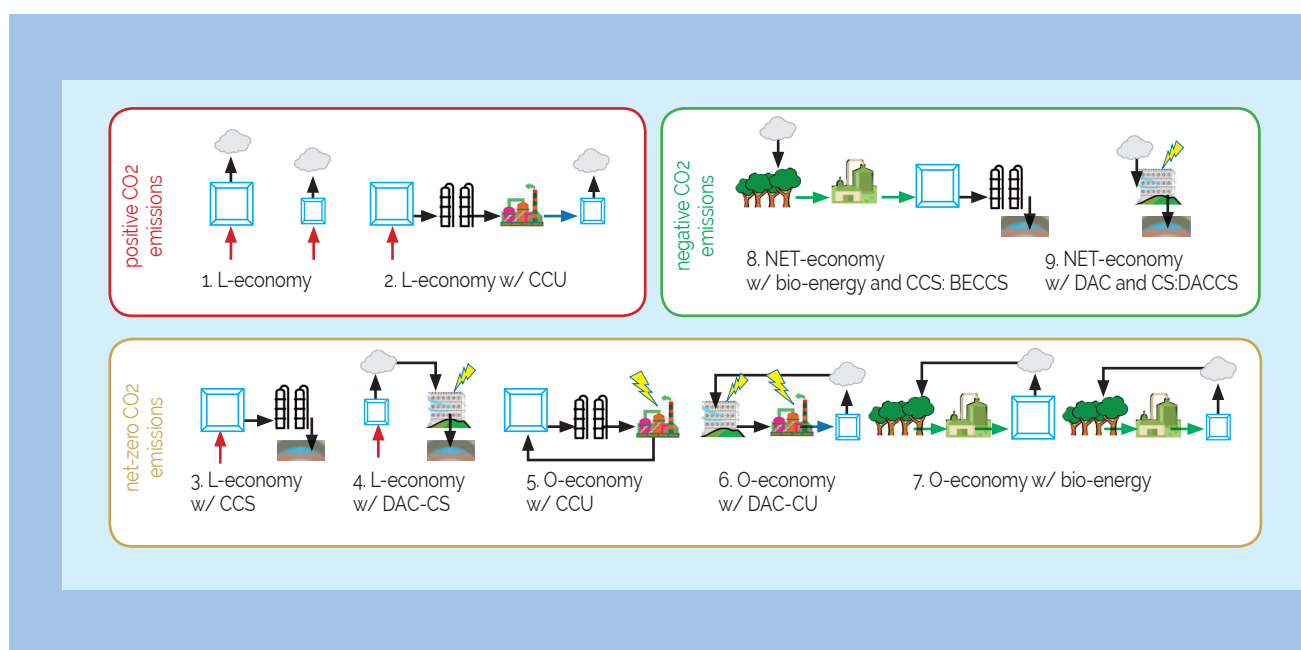 positive CO2
emissions
1. L-economy
2. L-economy w/ CCU
negative CO2
emissions
8. NET-economy
w/ bio-energy and CCS: BECCS
9. NET-economy
w/ DAC and CS:DACCS
net-zero CO2
emissions
3. L-economy
w/ CCS
4. L-economy
w/ DAC-CS
5. O-economy
w/ CCU
6. O-economy
w/ DAC-CU
7. O-economy w/ bio-energy